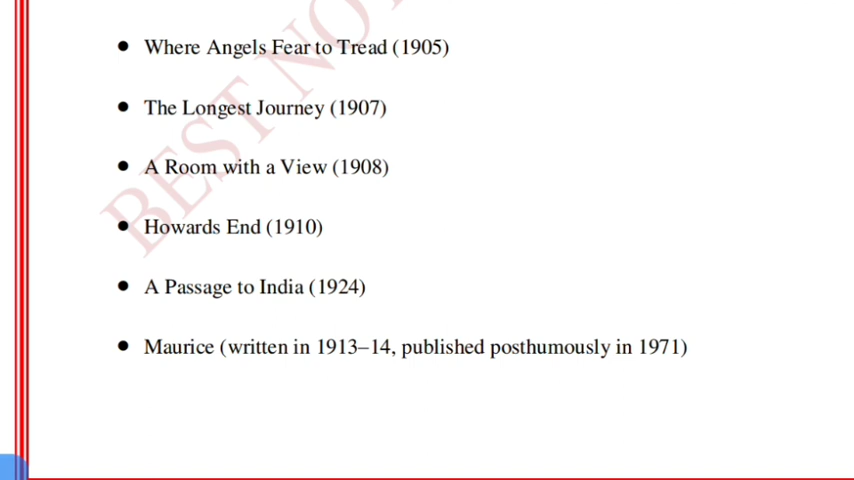 ● Where Angels Fear to Tread (1905)
● The Longest Journey (1907)
● A Room with a View (1908)
● Howards End (1910)
● A Passage to India (1924)
● Maurice (written in 1913–14, published posthumously in 1971)
BEST NO